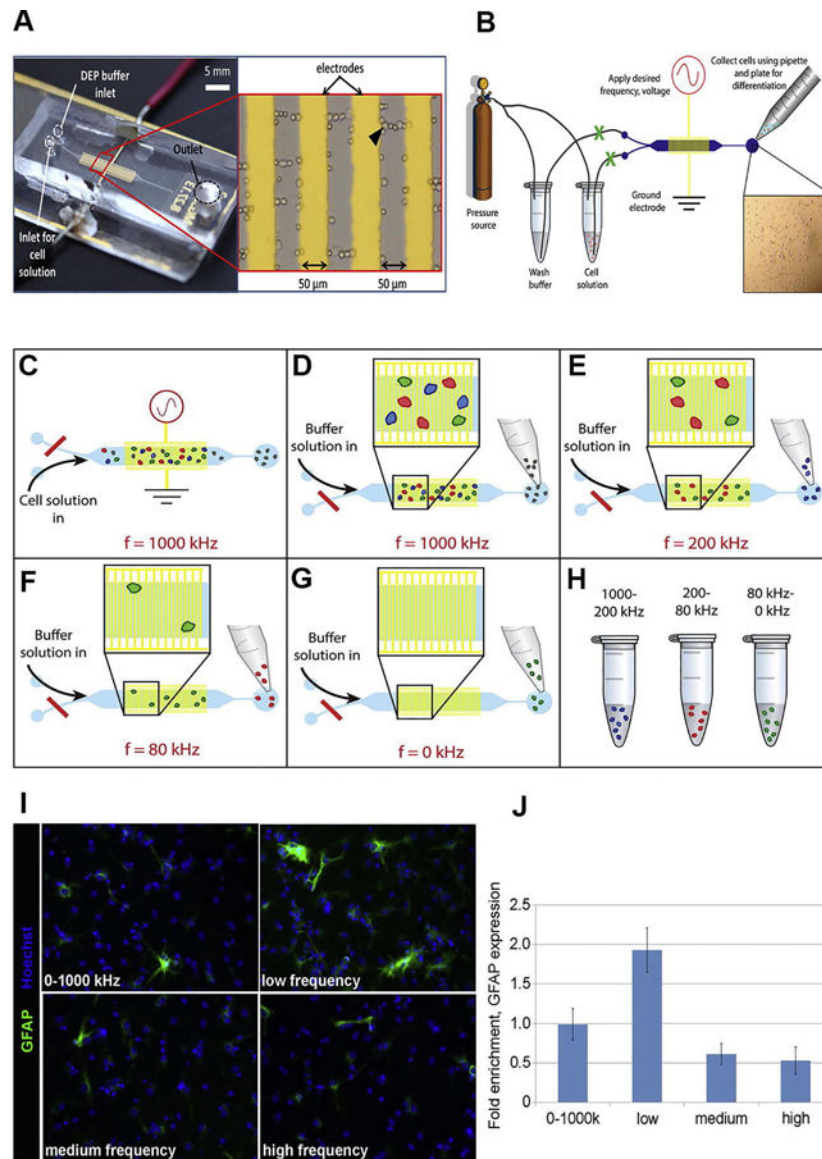 A
DEP buffer
inlet
5 mm
Outlet
Inlet for
cell
solution
electrodes
50 µm
50 µm
B
Apply desired
frequency, voltage
Collect cells using pipette
and plate for
differentiation
Pressure
source
Wash
buffer
Cell
solution
Ground
electrode
C
Cell solution
in
f = 1000 kHz
D
Buffer
solution in
f = 1000 kHz
E
Buffer
solution in
f = 200 kHz
F
Buffer
solution in
f = 80 kHz
G
Buffer
solution in
f = 0 kHz
H
1000-
200 kHz
200-
80 kHz
80 kHz-
0 kHz
I
GFAP Hoechst
0-1000 kHz
low frequency
medium frequency
high frequency
J
Fold enrichment, GFAP expression
2.5
2.0
1.5
1.0
0.5
0
0-1000k
low
medium
high